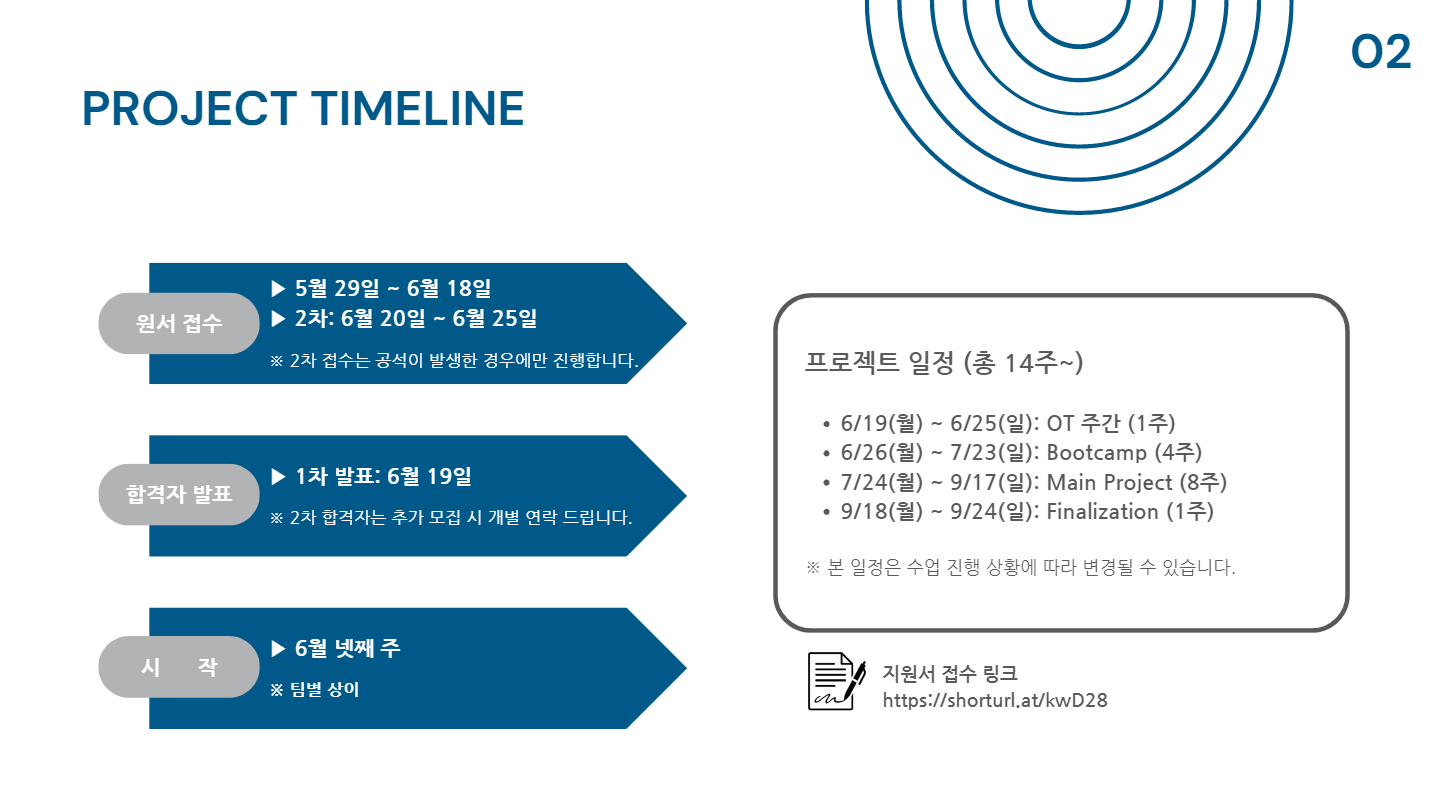 02
PROJECT TIMELINE
원서 접수
▶ 5월 29일 ~ 6월 18일
▶ 2차: 6월 20일 ~ 6월 25일
※ 2차 접수는 공석이 발생한 경우에만 진행합니다.
합격자 발표
▶ 1차 발표: 6월 19일
※ 2차 합격자는 추가 모집 시 개별 연락 드립니다.
시 작
▶ 6월 넷째 주
※ 팀별 상이
프로젝트 일정 (총 14주~)
• 6/19(월) ~ 6/25(일): OT 주간 (1주)
• 6/26(월) ~ 7/23(일): Bootcamp (4주)
• 7/24(월) ~ 9/17(일): Main Project (8주)
• 9/18(월) ~ 9/24(일): Finalization (1주)
※ 본 일정은 수업 진행 상황에 따라 변경될 수 있습니다.
지원서 접수 링크
https://shorturl.at/kwD28